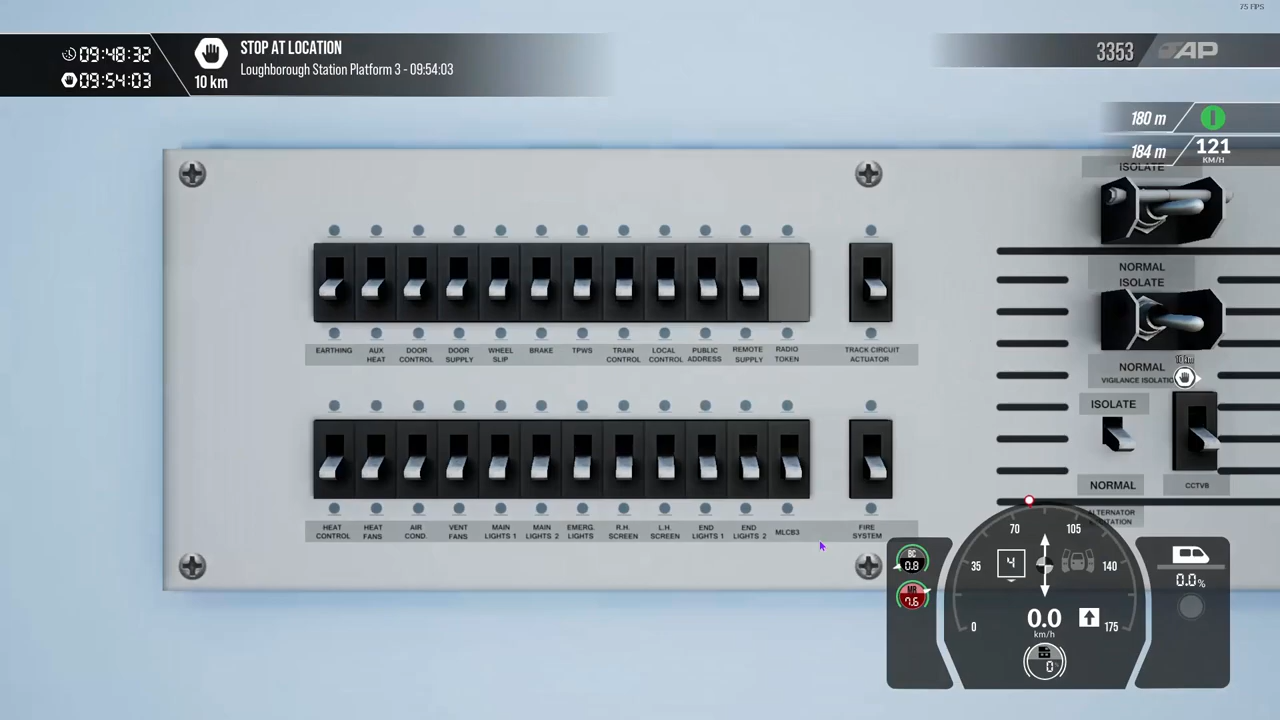 75 FPS
09:48:32
09:54:03
10 km
STOP AT LOCATION
Loughborough Station Platform 3 - 09:54:03
3353 AP
180 m
184 m
121
KM/H
ISOLATE
NORMAL
ISOLATE
NORMAL
VIGILANCE ISOLATION
10 km
ISOLATE
NORMAL
CCTVB
EARTHING
AUX HEAT
DOOR CONTROL
DOOR SUPPLY
WHEEL SLIP
BRAKE
TPWS
TRAIN CONTROL
LOCAL CONTROL
PUBLIC ADDRESS
REMOTE SUPPLY
RADIO TOKEN
TRACK CIRCUIT ACTUATOR
HEAT CONTROL
HEAT FANS
AIR COND.
VENT FANS
MAIN LIGHTS 1
MAIN LIGHTS 2
EMERG. LIGHTS
R.H. SCREEN
L.H. SCREEN
END LIGHTS 1
END LIGHTS 2
MLCB3
FIRE SYSTEM
BC
0.8
MR
7.6
0
35
70
105
140
175
4
0.0
km/h
0%
0.0%